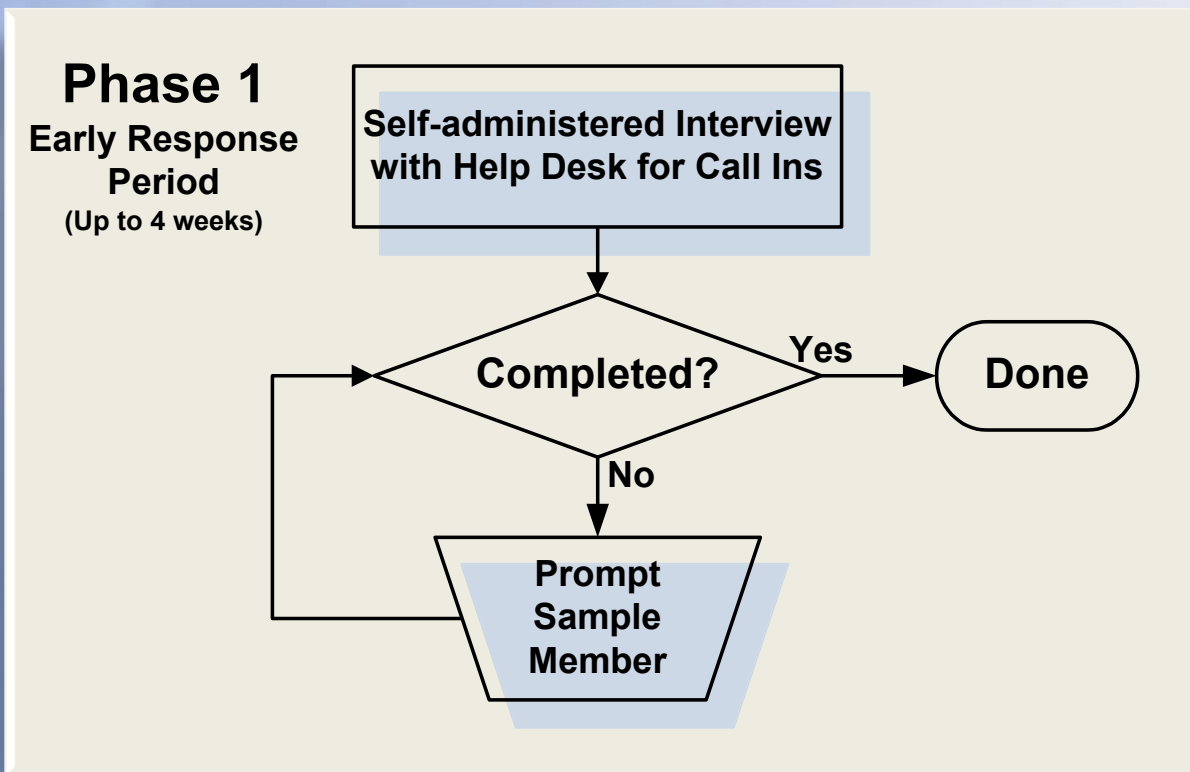 Phase 1
Early Response
Period
(Up to 4 weeks)
Self-administered Interview
with Help Desk for Call Ins
Completed?
Yes
Done
No
Prompt
Sample
Member